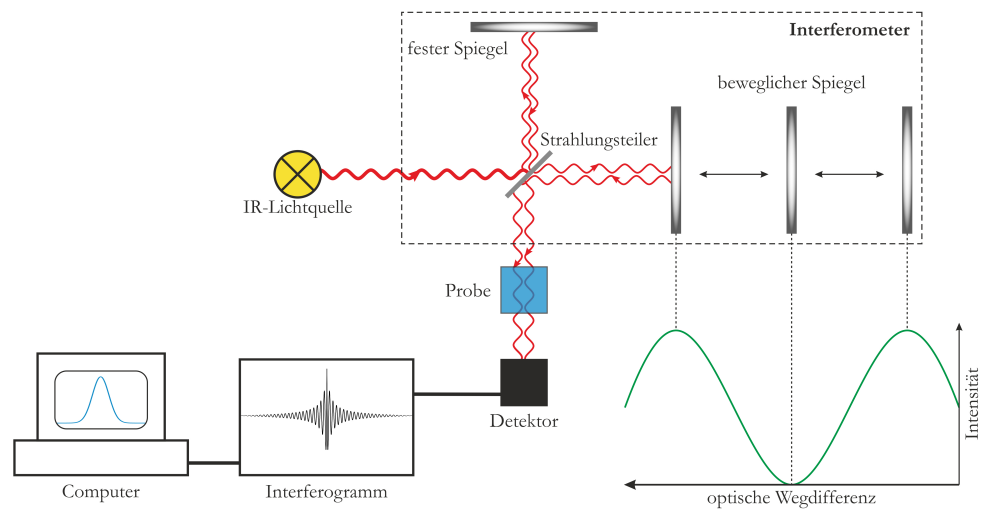 Interferometer
fester Spiegel
beweglicher Spiegel
Strahlungsteiler
IR-Lichtquelle
Probe
Intensität
Detektor
Computer
Interferogramm
optische Wegdifferenz